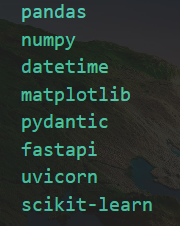 pandas
numpy
datetime
matplotlib
pydantic
fastapi
uvicorn
scikit-learn